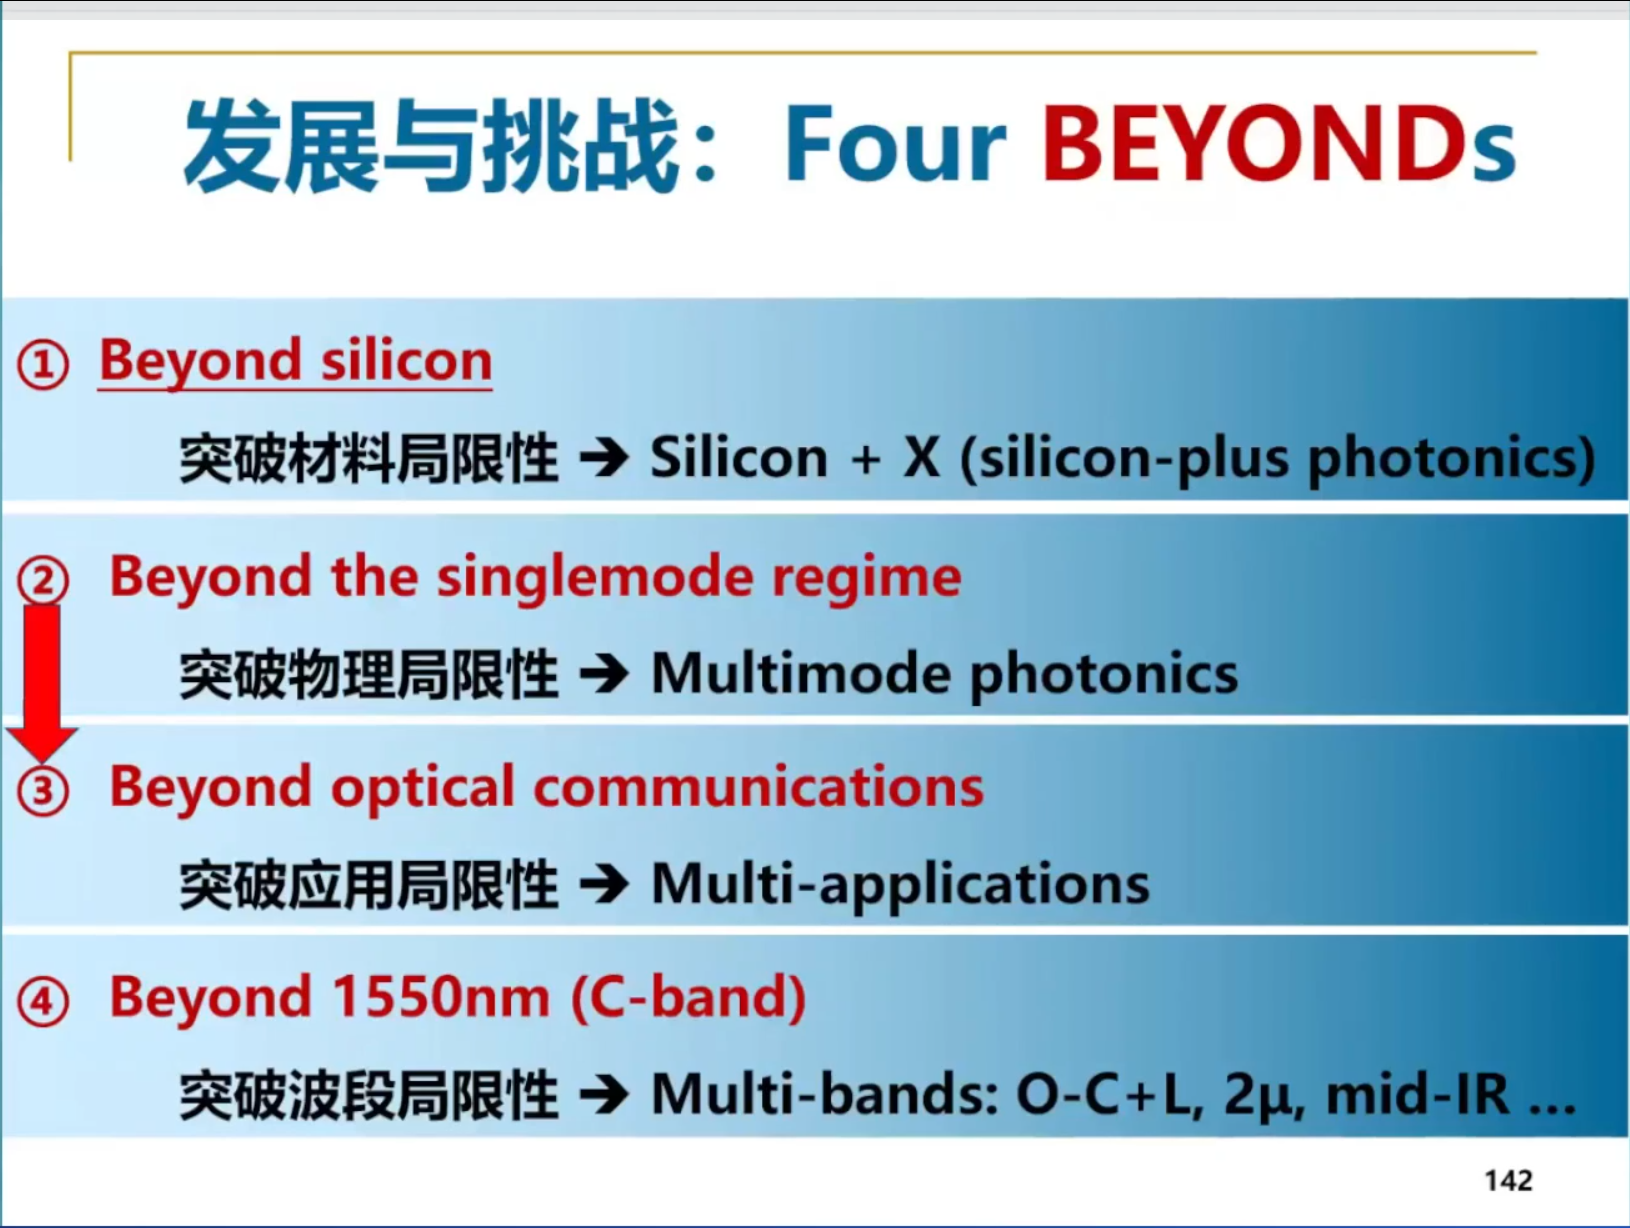 发展与挑战：Four BEYONDs
① Beyond silicon
突破材料局限性 ➔ Silicon + X (silicon-plus photonics)
② Beyond the singlemode regime
突破物理局限性 ➔ Multimode photonics
③ Beyond optical communications
突破应用局限性 ➔ Multi-applications
④ Beyond 1550nm (C-band)
突破波段局限性 ➔ Multi-bands: O-C+L, 2μ, mid-IR ...
142